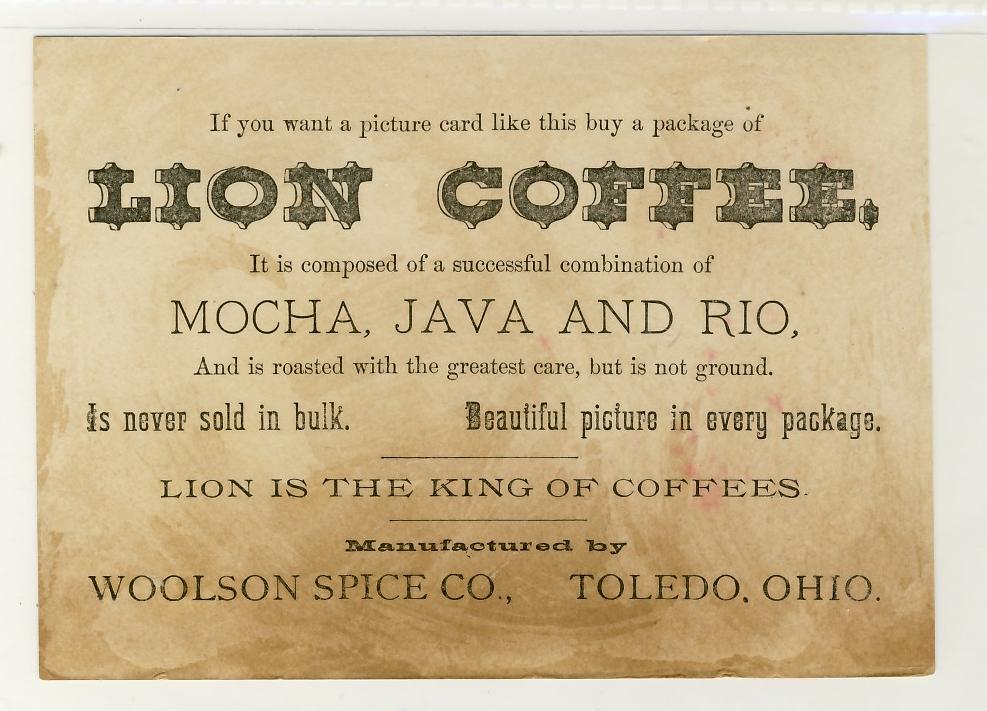 If you want a picture card like this buy a package of
LION COFFEE.
It is composed of a successful combination of
MOCHA, JAVA AND RIO,
And is roasted with the greatest care, but is not ground.
Is never sold in bulk. Beautiful picture in every package.
LION IS THE KING OF COFFEES.
Manufactured by
WOOLSON SPICE CO., TOLEDO, OHIO.